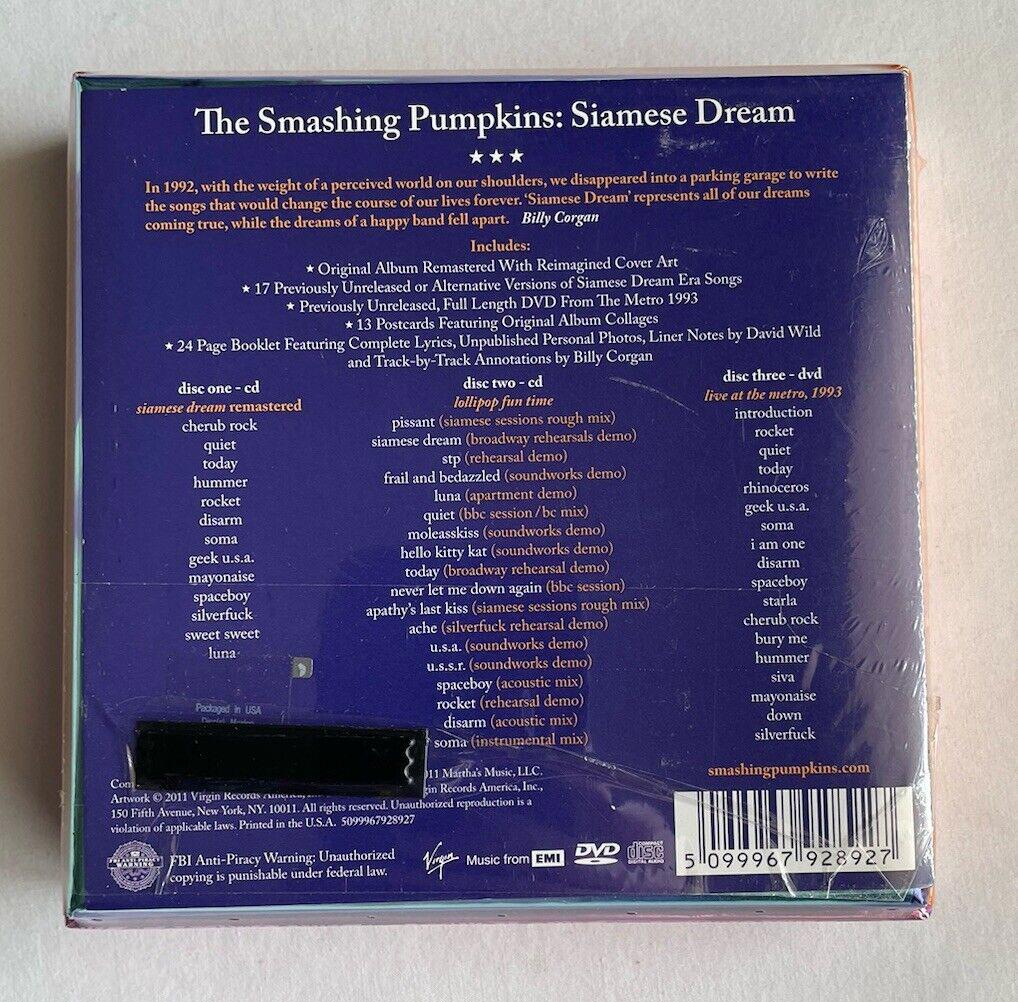 The Smashing Pumpkins: Siamese Dream
★★★
In 1992, with the weight of a perceived world on our shoulders, we disappeared into a parking garage to write
the songs that would change the course of our lives forever. ‘Siamese Dream’ represents all of our dreams
coming true, while the dreams of a happy band fell apart. Billy Corgan
Includes:
★ Original Album Remastered With Reimagined Cover Art
★ 17 Previously Unreleased or Alternative Versions of Siamese Dream Era Songs
★ Previously Unreleased, Full Length DVD From The Metro 1993
★ 13 Postcards Featuring Original Album Collages
★ 24 Page Booklet Featuring Complete Lyrics, Unpublished Personal Photos, Liner Notes by David Wild
and Track-by-Track Annotations by Billy Corgan
disc one - cd
siamese dream remastered
cherub rock
quiet
today
hummer
rocket
disarm
soma
geek u.s.a.
mayonaise
spaceboy
silverfuck
sweet sweet
luna
disc two - cd
lollipop fun time
pissant (siamese sessions rough mix)
siamese dream (broadway rehearsals demo)
stp (rehearsal demo)
frail and bedazzled (soundworks demo)
luna (apartment demo)
quiet (bbc session/bc mix)
moleasskiss (soundworks demo)
hello kitty kat (soundworks demo)
today (broadway rehearsal demo)
never let me down again (bbc session)
apathy's last kiss (siamese sessions rough mix)
ache (silverfuck rehearsal demo)
u.s.a. (soundworks demo)
u.s.s.r. (soundworks demo)
spaceboy (acoustic mix)
rocket (rehearsal demo)
disarm (acoustic mix)
soma (instrumental mix)
disc three - dvd
live at the metro, 1993
introduction
rocket
quiet
today
rhinoceros
geek u.s.a.
soma
i am one
disarm
spaceboy
starla
cherub rock
bury me
hummer
siva
mayonaise
down
silverfuck
Packaged in USA
smashingpumpkins.com
Martha's Music, LLC.
Artwork © 2011 Virgin Records America, Records America, Inc.,
150 Fifth Avenue, New York, NY. 10011. All rights reserved. Unauthorized reproduction is a
violation of applicable laws. Printed in the U.S.A. 5099967928927
FBI ANTI-PIRACY WARNING
FBI Anti-Piracy Warning: Unauthorized
copying is punishable under federal law.
Virgin
Music from EMI
DVD
COMPACT disc DIGITAL AUDIO
5 099967 928927